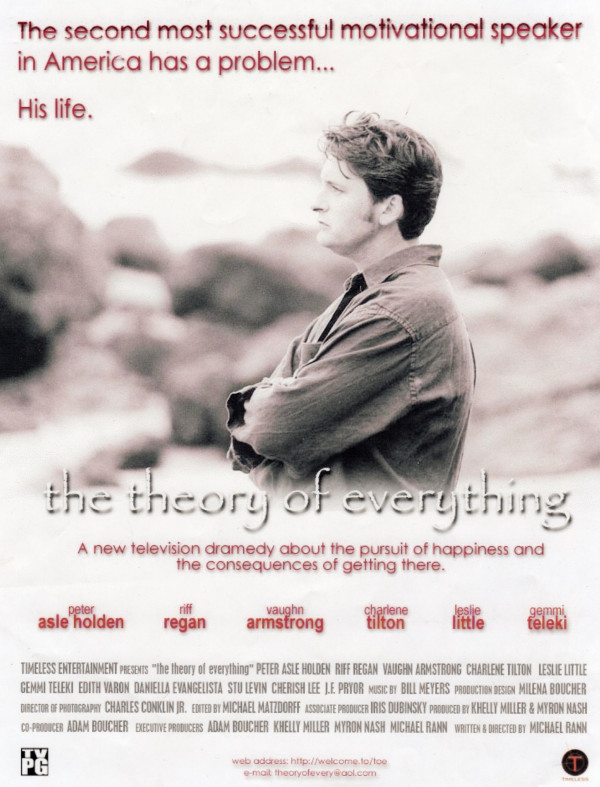 The second most successful motivational speaker
in America has a problem...
His life.
the theory of everything
A new television dramedy about the pursuit of happiness and
the consequences of getting there.
peter asle holden riff regan vaughn armstrong charlene tilton leslie little gemmi teleki
TIMELESS ENTERTAINMENT PRESENTS "the theory of everything" PETER ASLE HOLDEN RIFF REGAN VAUGHN ARMSTRONG CHARLENE TILTON LESLIE LITTLE
GEMMI TELEKI EDITH VARON DANIELLA EVANGELISTA STU LEVIN CHERISH LEE J.F. PRYOR MUSIC BY BILL MEYERS PRODUCTION DESIGN MILENA BOUCHER
DIRECTOR OF PHOTOGRAPHY CHARLES CONKLIN JR. EDITED BY MICHAEL MATZDORFF ASSOCIATE PRODUCER IRIS DUBINSKY PRODUCED BY KHELLY MILLER & MYRON NASH
CO-PRODUCER ADAM BOUCHER EXECUTIVE PRODUCERS ADAM BOUCHER KHELLY MILLER MYRON NASH MICHAEL RANN WRITTEN & DIRECTED BY MICHAEL RANN
TV
PG
web address: http://welcome.to/toe
e-mail: theoryofevery@aol.com
T
TIMELESS